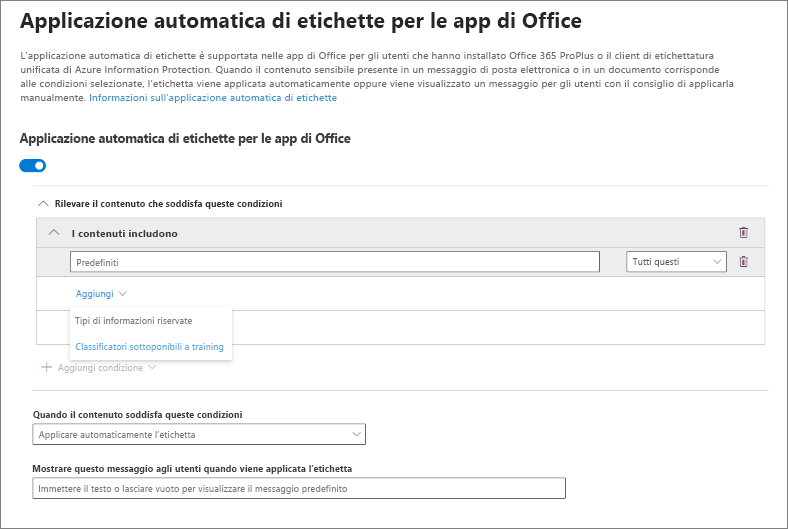 Applicazione automatica di etichette per le app di Office
L'applicazione automatica di etichette è supportata nelle app di Office per gli utenti che hanno installato Office 365 ProPlus o il client di etichettatura
unificata di Azure Information Protection. Quando il contenuto sensibile presente in un messaggio di posta elettronica o in un documento corrisponde
alle condizioni selezionate, l'etichetta viene applicata automaticamente oppure viene visualizzato un messaggio per gli utenti con il consiglio di applicarla
manualmente. Informazioni sull'applicazione automatica di etichette
Applicazione automatica di etichette per le app di Office
Rilevare il contenuto che soddisfa queste condizioni
I contenuti includono
Predefiniti
Tutti questi
Aggiungi
Tipi di informazioni riservate
Classificatori sottoponibili a training
Aggiungi condizione
Quando il contenuto soddisfa queste condizioni
Applicare automaticamente l'etichetta
Mostrare questo messaggio agli utenti quando viene applicata l'etichetta
Immettere il testo o lasciare vuoto per visualizzare il messaggio predefinito